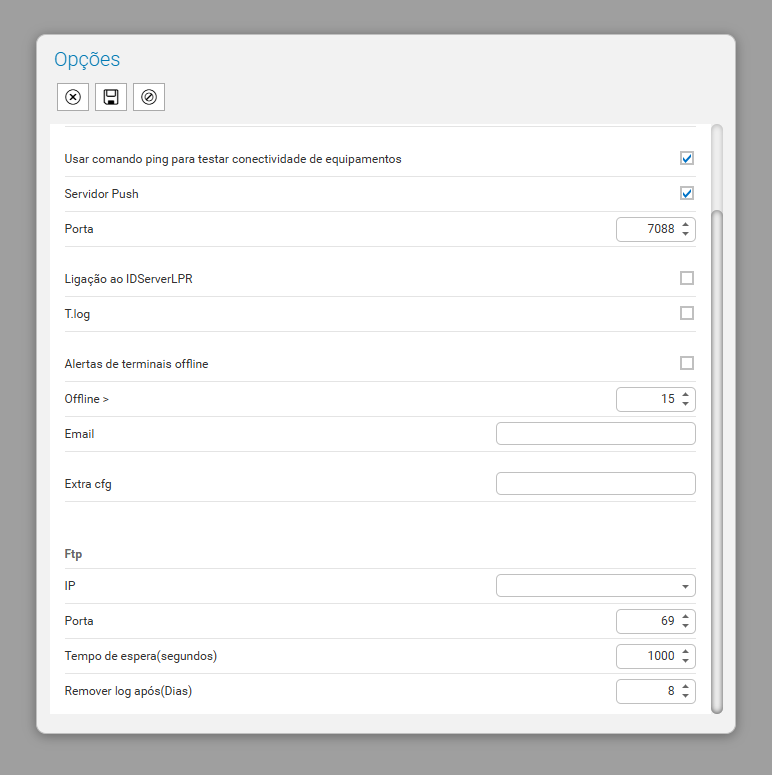 Opções
Usar comando ping para testar conectividade de equipamentos
Servidor Push
Porta 7088
Ligação ao IDServerLPR
T.log
Alertas de terminais offline
Offline > 15
Email
Extra cfg
Ftp
IP
Porta 69
Tempo de espera(segundos) 1000
Remover log após(Dias) 8